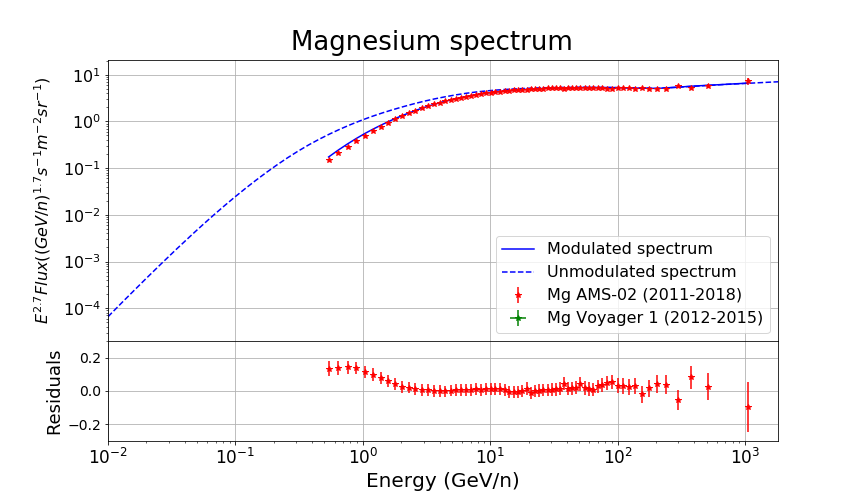 Magnesium spectrum
E^{2.7}Flux((GeV/n)^{1.7}s^{-1}m^{-2}sr^{-1})
10^1
10^0
10^{-1}
10^{-2}
10^{-3}
10^{-4}
Modulated spectrum
Unmodulated spectrum
Mg AMS-02 (2011-2018)
Mg Voyager 1 (2012-2015)
Residuals
0.2
0.0
−0.2
10^{-2} 10^{-1} 10^0 10^1 10^2 10^3
Energy (GeV/n)